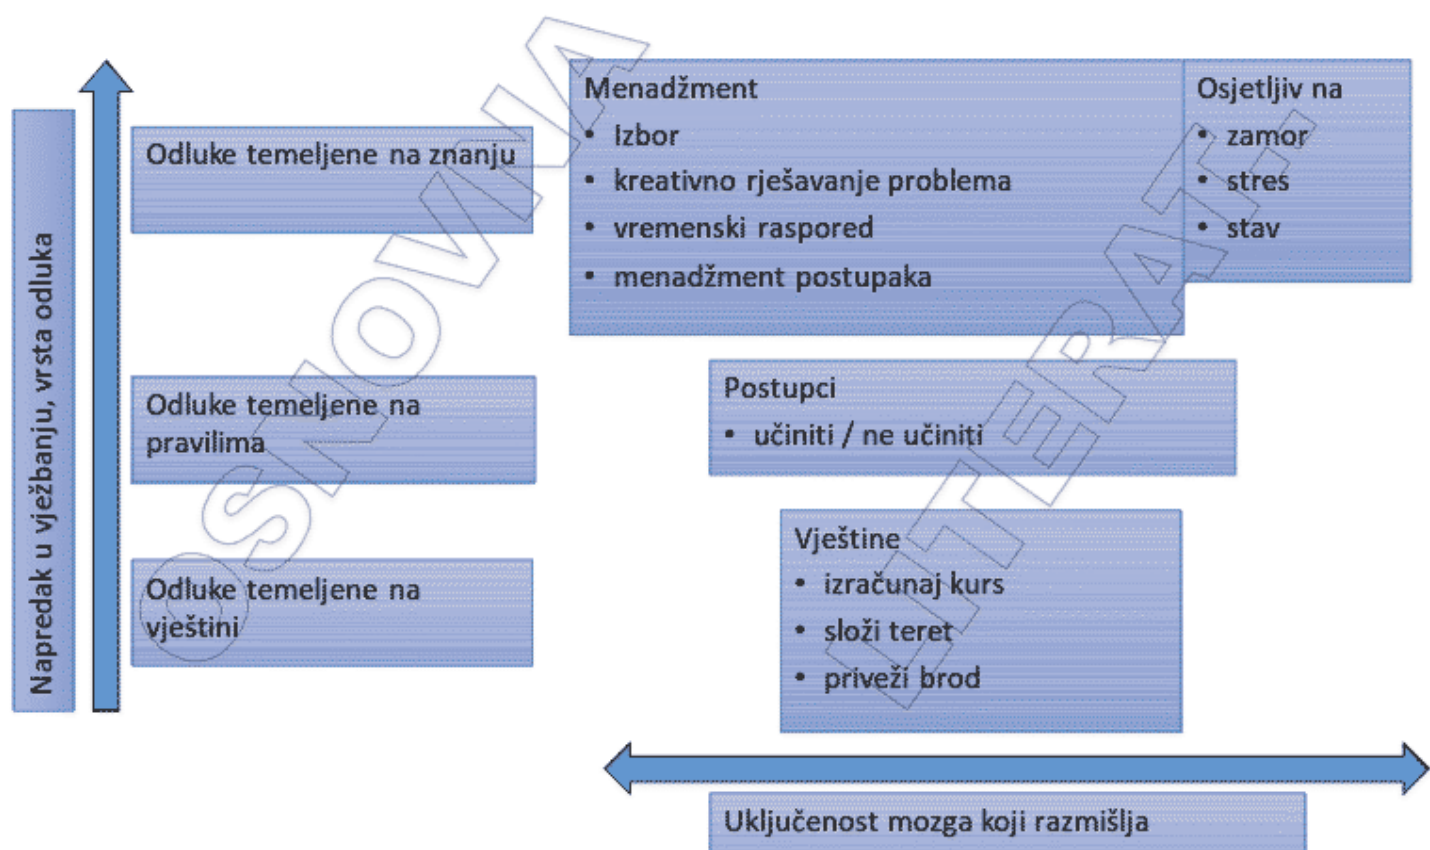 Napredak u vježbanju, vrsta odluka
Odluke temeljene na znanju
Menadžment
• Izbor
• kreativno rješavanje problema
• vremenski raspored
• menadžment postupaka
Osjetljiv na
• zamor
• stres
• stav
Odluke temeljene na
pravilima
Postupci
• učiniti / ne učiniti
Odluke temeljene na
vještini
Vještine
• izračunaj kurs
• složi teret
• priveži brod
Uključenost mozga koji razmišlja
OSNOVNA
LITERAT.